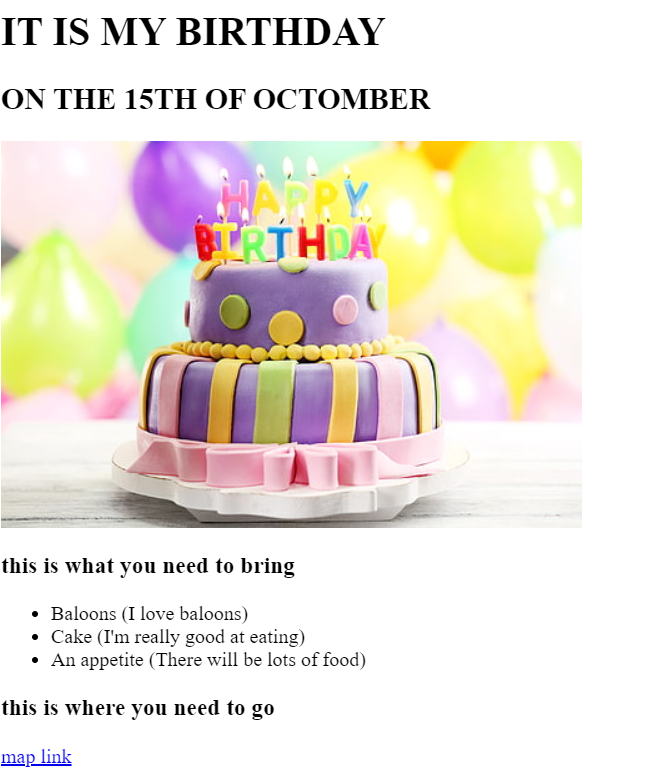 IT IS MY BIRTHDAY
ON THE 15TH OF OCTOMBER
HAPPY
BIRTHDAY
this is what you need to bring
Baloons (I love baloons)
Cake (I'm really good at eating)
An appetite (There will be lots of food)
this is where you need to go
map link